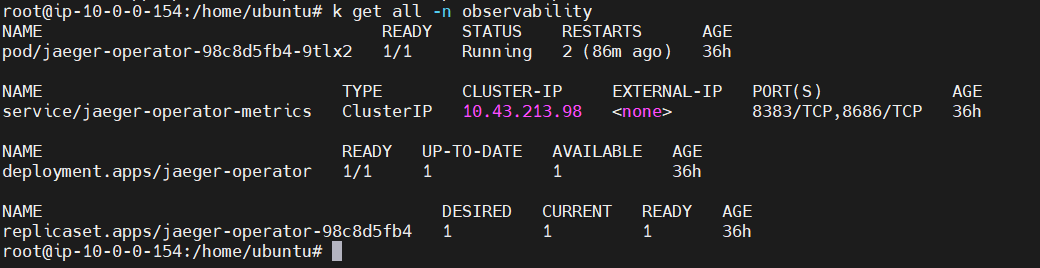 root@ip-10-0-0-154:/home/ubuntu# k get all -n observability
NAME                                  READY   STATUS    RESTARTS      AGE
pod/jaeger-operator-98c8d5fb4-9tlx2   1/1     Running   2 (86m ago)   36h

NAME                              TYPE        CLUSTER-IP     EXTERNAL-IP   PORT(S)             AGE
service/jaeger-operator-metrics   ClusterIP   10.43.213.98   <none>        8383/TCP,8686/TCP   36h

NAME                              READY   UP-TO-DATE   AVAILABLE   AGE
deployment.apps/jaeger-operator   1/1     1            1           36h

NAME                                        DESIRED   CURRENT   READY   AGE
replicaset.apps/jaeger-operator-98c8d5fb4   1         1         1       36h
root@ip-10-0-0-154:/home/ubuntu#